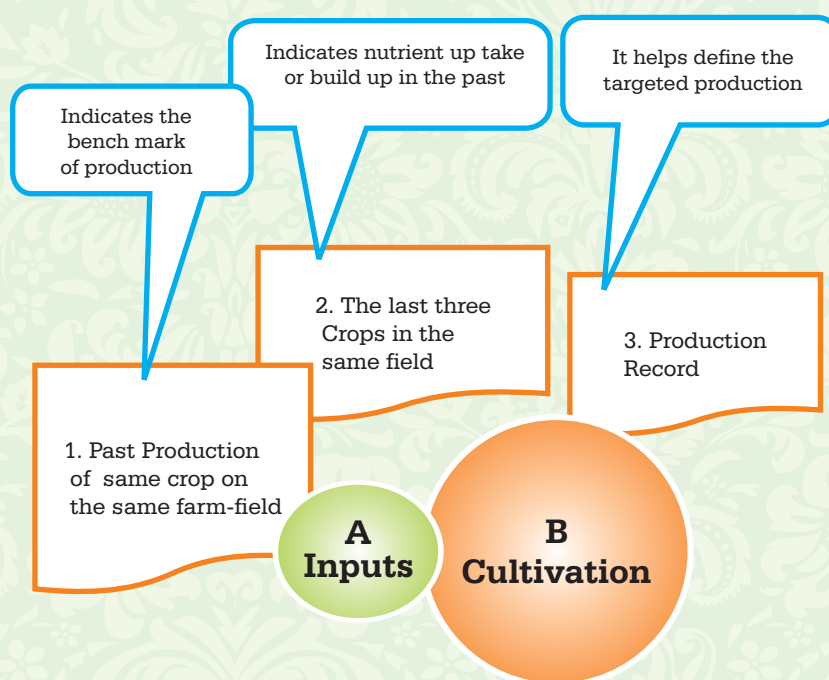 Indicates the
bench mark
of production
Indicates nutrient up take
or build up in the past
It helps define the
targeted production
1. Past Production
of same crop on
the same farm-field
2. The last three
Crops in the
same field
3. Production
Record
A
Inputs
B
Cultivation